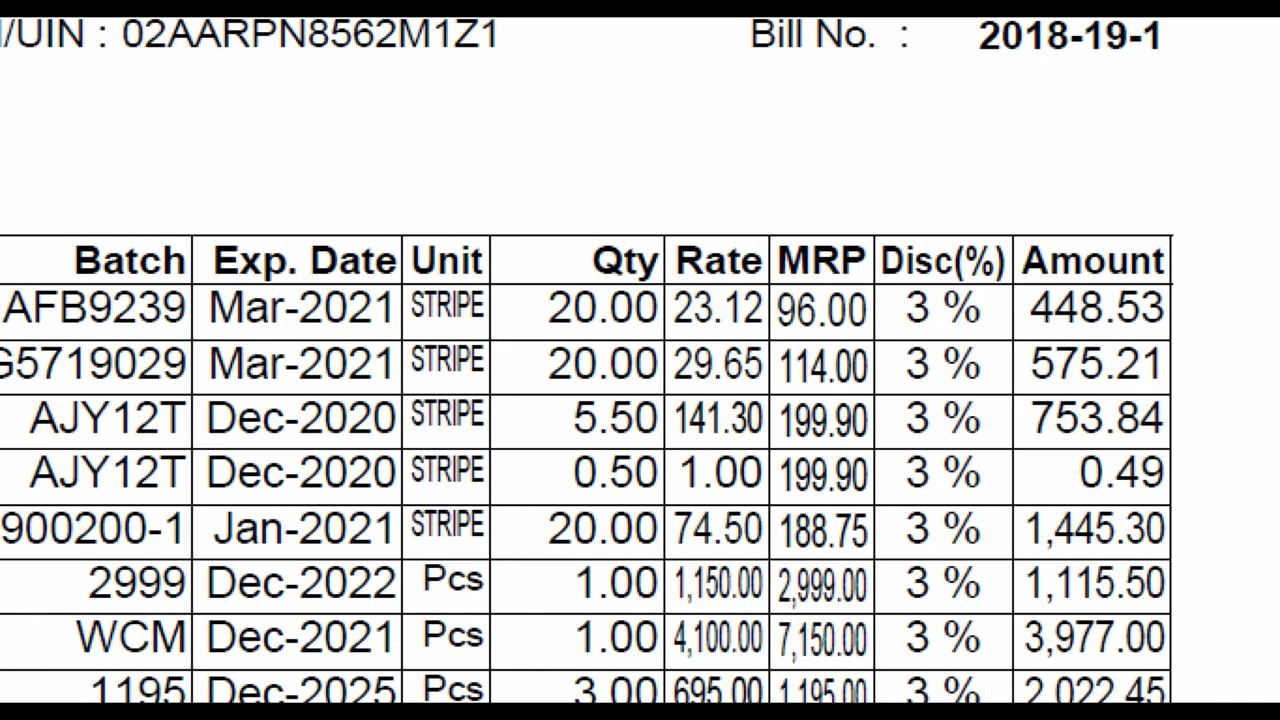 /UIN : 02AARPN8562M1Z1 Bill No. : 2018-19-1
Batch Exp. Date Unit Qty Rate MRP Disc(%) Amount
AFB9239 Mar-2021 STRIPE 20.00 23.12 96.00 3 % 448.53
G5719029 Mar-2021 STRIPE 20.00 29.65 114.00 3 % 575.21
AJY12T Dec-2020 STRIPE 5.50 141.30 199.90 3 % 753.84
AJY12T Dec-2020 STRIPE 0.50 1.00 199.90 3 % 0.49
900200-1 Jan-2021 STRIPE 20.00 74.50 188.75 3 % 1,445.30
2999 Dec-2022 Pcs 1.00 1,150.00 2,999.00 3 % 1,115.50
WCM Dec-2021 Pcs 1.00 4,100.00 7,150.00 3 % 3,977.00
1195 Dec-2025 Pcs 3.00 695.00 1,195.00 3 % 2,022.45